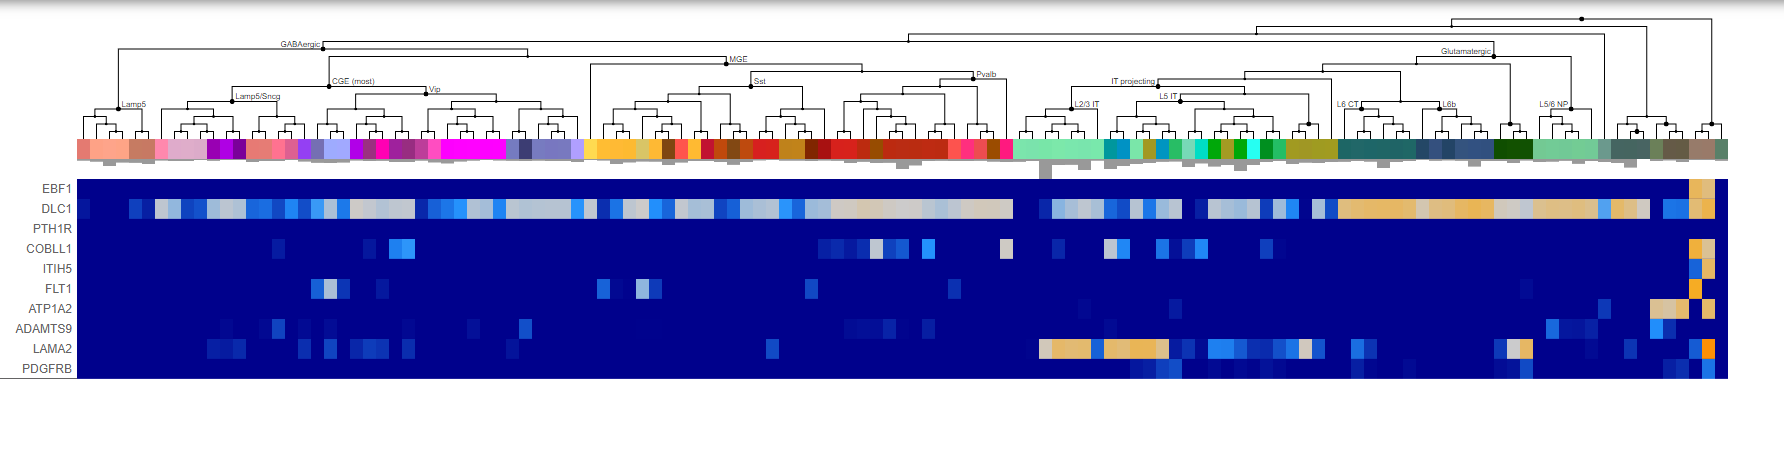 GABAergic
Glutamatergic
MGE
Pvalb
CGE (most)
Sst
IT projecting
Vip
Lamp5/Sncg
L5 IT
Lamp5
L2/3 IT
L6 CT
L6b
L5/6 NP
EBF1
DLC1
PTH1R
COBLL1
ITIH5
FLT1
ATP1A2
ADAMTS9
LAMA2
PDGFRB